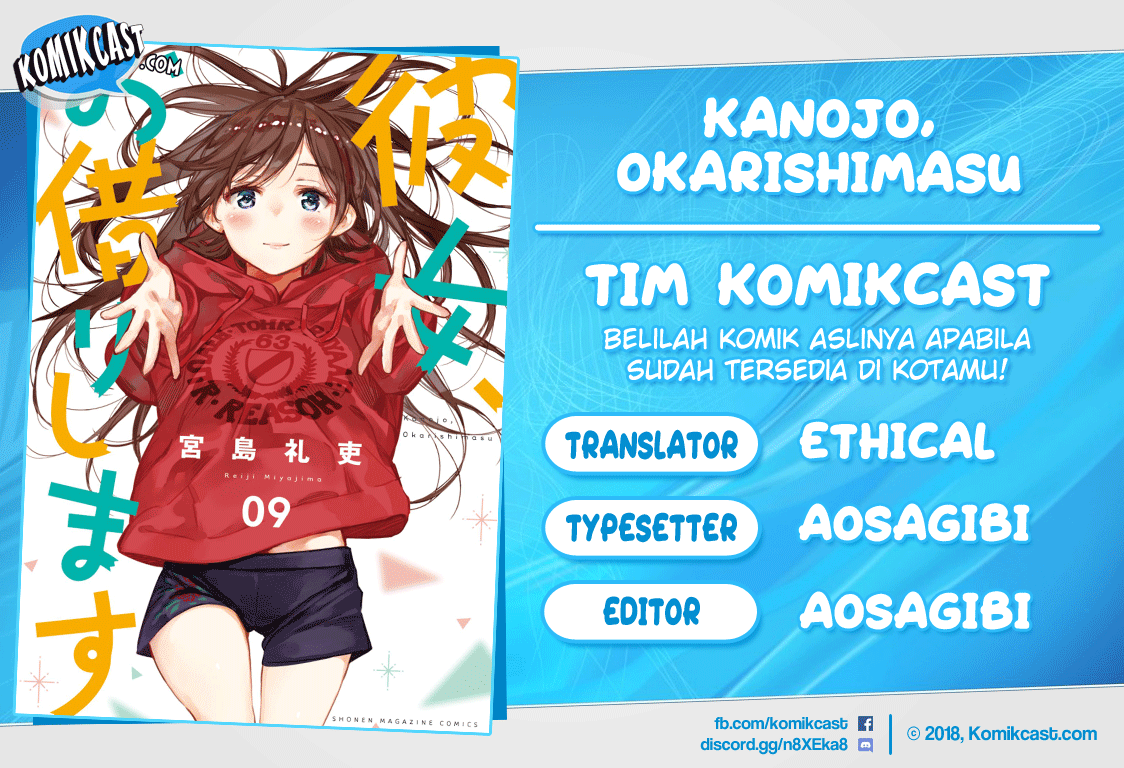 KOMIKCAST
.COM
彼女、
お借りします
Kanojo,
Okarishimasu
63
REASON
宮島礼吏
Reiji Miyajima
09
SHONEN MAGAZINE COMICS
KANOJO,
OKARISHIMASU
TIM KOMIKCAST
BELILAH KOMIK ASLINYA APABILA
SUDAH TERSEDIA DI KOTAMU!
TRANSLATOR ETHICAL
TYPESETTER AOSAGIBI
EDITOR AOSAGIBI
fb.com/komikcast
discord.gg/n8XEka8
© 2018, Komikcast.com